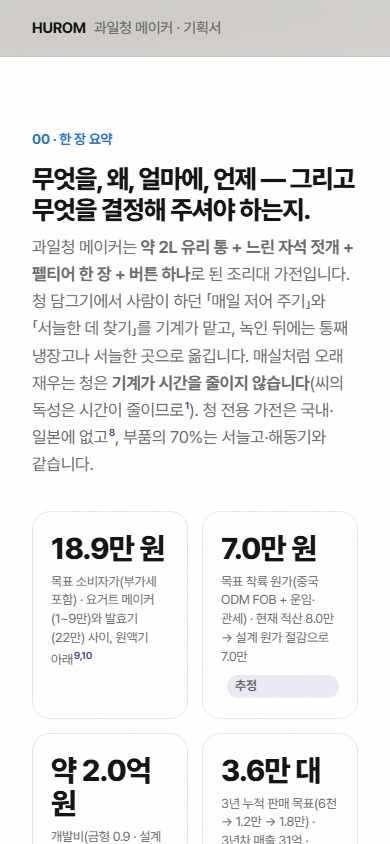 HUROM 과일청 메이커 · 기획서
00 · 한 장 요약
무엇을, 왜, 얼마에, 언제 — 그리고
무엇을 결정해 주셔야 하는지.
과일청 메이커는 약 2L 유리 통 + 느린 자석 젓개 +
펠티어 한 장 + 버튼 하나로 된 조리대 가전입니다.
청 담그기에서 사람이 하던 「매일 저어 주기」와
「서늘한 데 찾기」를 기계가 맡고, 녹인 뒤에는 통째
냉장고나 서늘한 곳으로 옮깁니다. 매실처럼 오래
재우는 청은 기계가 시간을 줄이지 않습니다(씨의
독성은 시간이 줄이므로¹). 청 전용 가전은 국내·
일본에 없고⁸, 부품의 70%는 서늘고·해동기와
같습니다.
18.9만 원
목표 소비자가(부가세
포함) · 요거트 메이커
(1~9만)와 발효기
(22만) 사이, 원액기
아래⁹,¹⁰
7.0만 원
목표 착륙 원가(중국
ODM FOB + 운임·
관세) · 현재 적산 8.0만
→ 설계 원가 절감으로
7.0만
추정
약 2.0억
원
개발비(금형 0.9 · 설계
3.6만 대
3년 누적 판매 목표(6천
→ 1.2만 → 1.8만) ·
3년차 매출 31억 ·